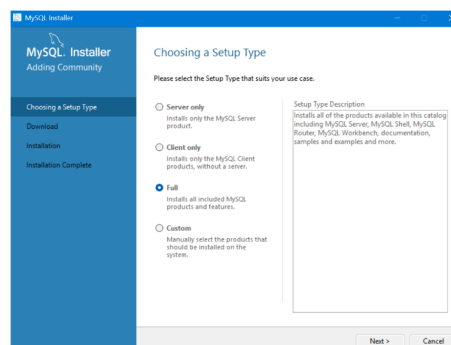 MySQL Installer
MySQL. Installer
Adding Community
Choosing a Setup Type
Download
Installation
Installation Complete
Choosing a Setup Type
Please select the Setup Type that suits your use case.
Server only
Installs only the MySQL Server
product.
Client only
Installs only the MySQL Client
products, without a server.
Full
Installs all included MySQL
products and features.
Custom
Manually select the products that
should be installed on the
system.
Setup Type Description
Installs all of the products available in this catalog
including MySQL Server, MySQL Shell, MySQL
Router, MySQL Workbench, documentation,
samples and examples and more.
Next >
Cancel